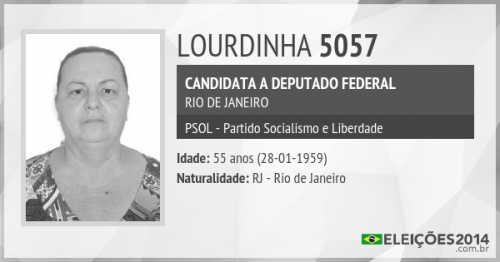 LOURDINHA 5057
CANDIDATA A DEPUTADO FEDERAL
RIO DE JANEIRO
PSOL - Partido Socialismo e Liberdade
Idade: 55 anos (28-01-1959)
Naturalidade: RJ - Rio de Janeiro
ELEIÇÕES2014
.com.br